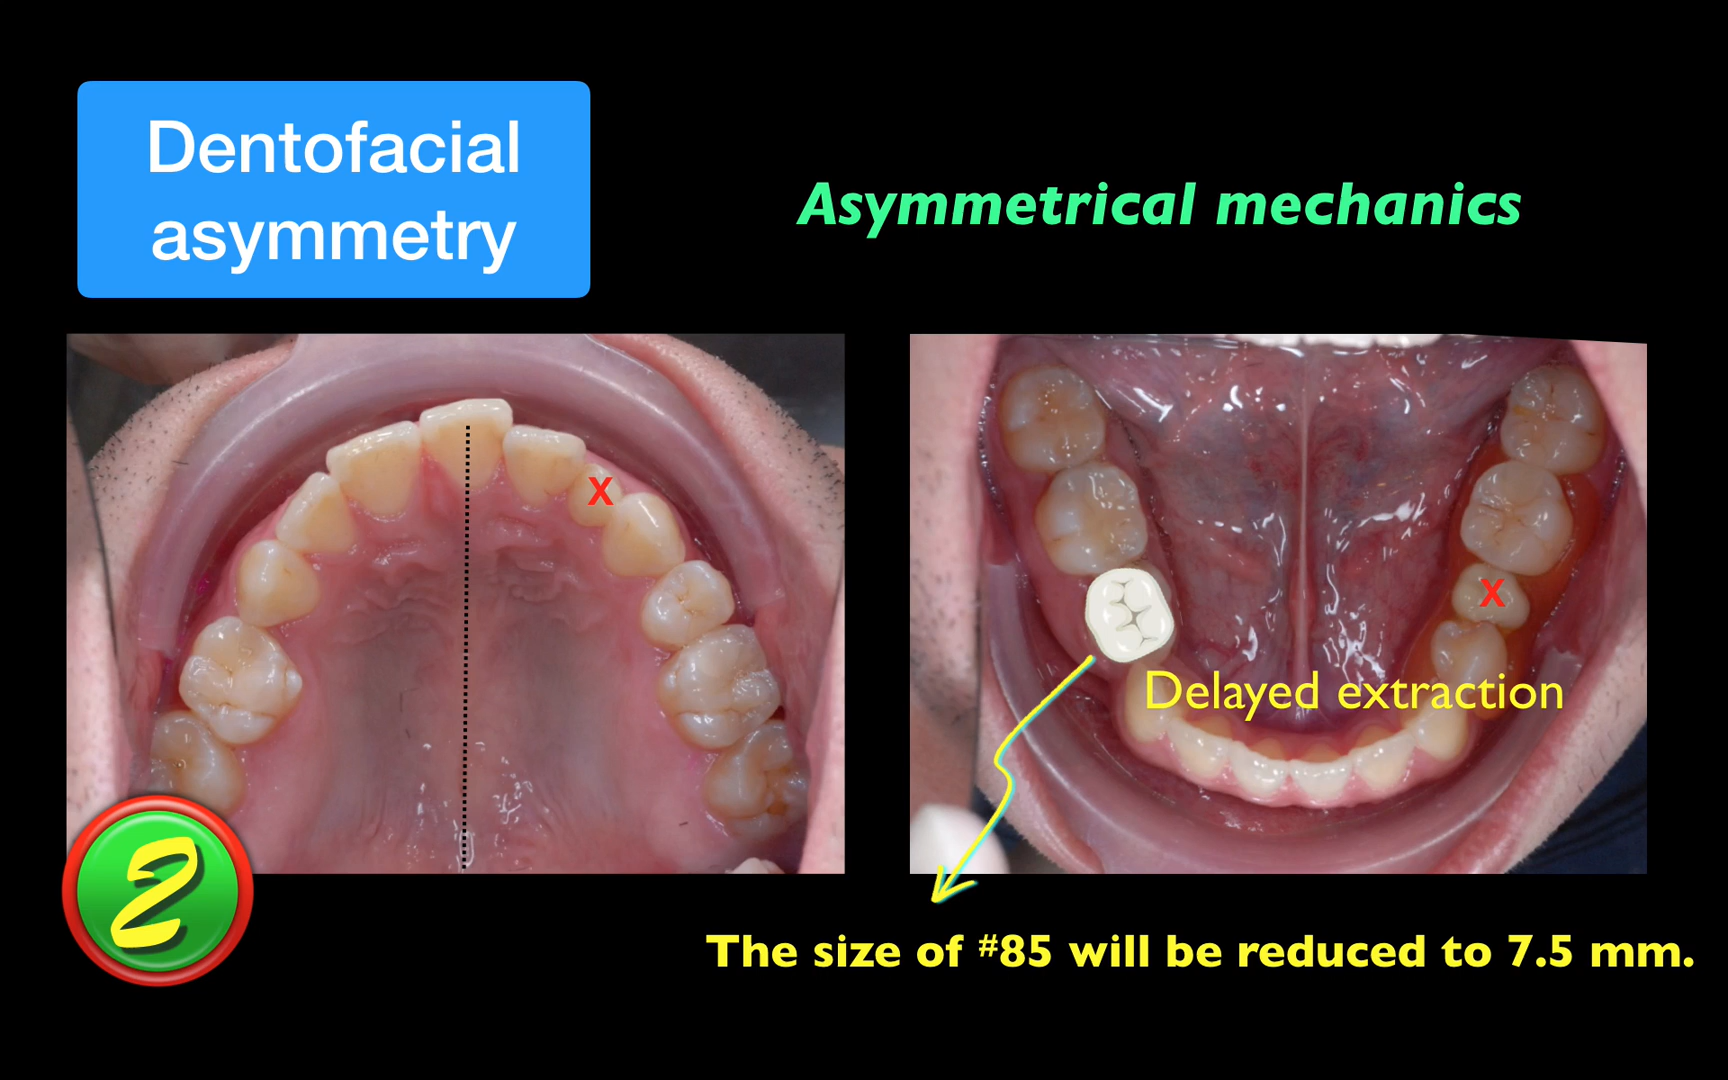 Dentofacial
asymmetry
Asymmetrical mechanics
X
X
Delayed extraction
2
The size of #85 will be reduced to 7.5 mm.